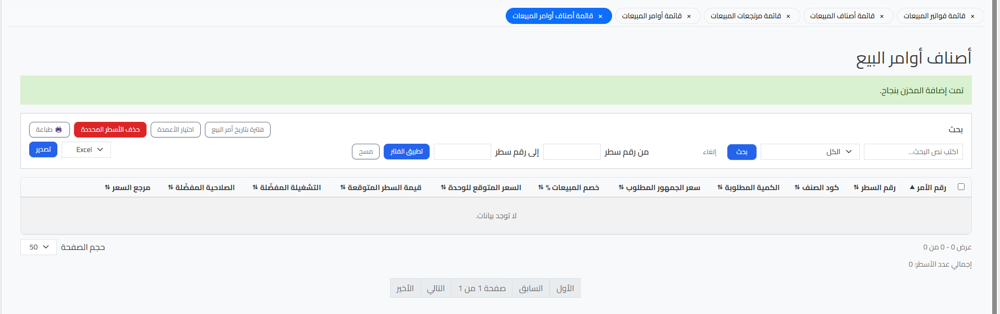 قائمة فواتير المبيعات × قائمة أصناف المبيعات × قائمة مرتجعات المبيعات × قائمة أوامر المبيعات × قائمة أصناف أوامر المبيعات ×
أصناف أوامر البيع
تمت إضافة المخزن بنجاح.
بحث فلترة بتاريخ أمر البيع اختيار الأعمدة حذف الأسطر المحددة طباعة
اكتب نص البحث... الكل بحث إلغاء من رقم سطر إلى رقم سطر تطبيق الفلتر مسح Excel تصدير
رقم الأمر ▲ رقم السطر ⇅ كود الصنف ⇅ الكمية المطلوبة ⇅ سعر الجمهور المطلوب ⇅ خصم المبيعات % ⇅ السعر المتوقع للوحدة ⇅ قيمة السطر المتوقعة ⇅ التشغيلة المفضّلة ⇅ الصلاحية المفضّلة ⇅ مرجع السعر ⇅
لا توجد بيانات.
عرض 0 - 0 من 0 حجم الصفحة 50
إجمالي عدد الأسطر: 0
الأول السابق صفحة 1 من 1 التالي الأخير